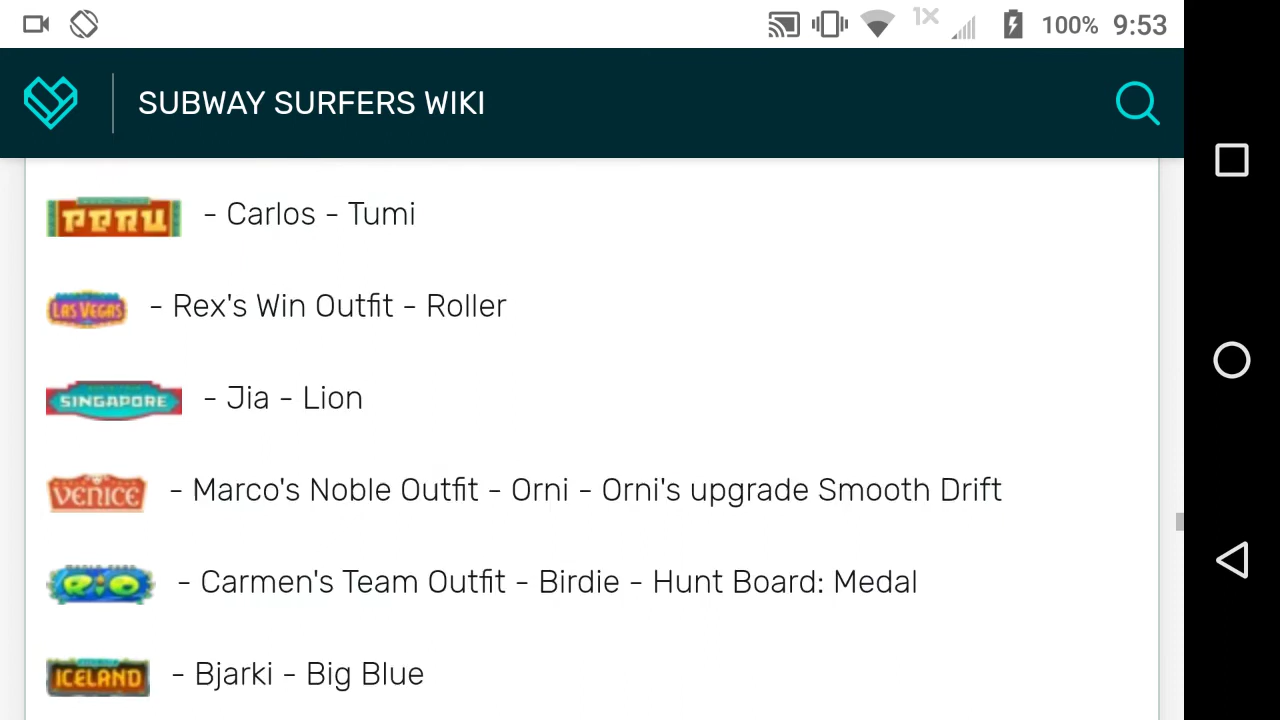 1X 100% 9:53
SUBWAY SURFERS WIKI
PERU - Carlos - Tumi
LAS VEGAS - Rex's Win Outfit - Roller
SINGAPORE - Jia - Lion
VENICE - Marco's Noble Outfit - Orni - Orni's upgrade Smooth Drift
RIO - Carmen's Team Outfit - Birdie - Hunt Board: Medal
ICELAND - Bjarki - Big Blue